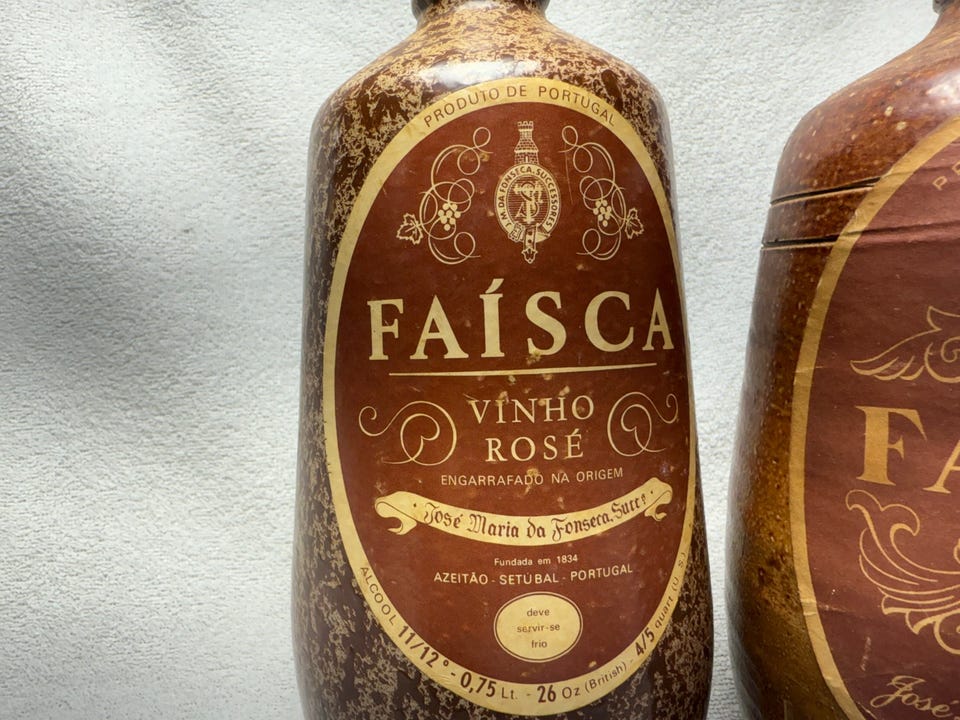 PRODUTO DE PORTUGAL
J.M. DA FONSECA, SUCCESSORES
FAÍSCA
VINHO
ROSÉ
ENGARRAFADO NA ORIGEM
José Maria da Fonseca, Succs
Fundada em 1834
AZEITÃO - SETÚBAL - PORTUGAL
deve
servir-se
frio
ALCOOL 11/12° - 0,75 Lt. - 26 Oz (British) - 4/5 quart (U.S.)
FA
Jose